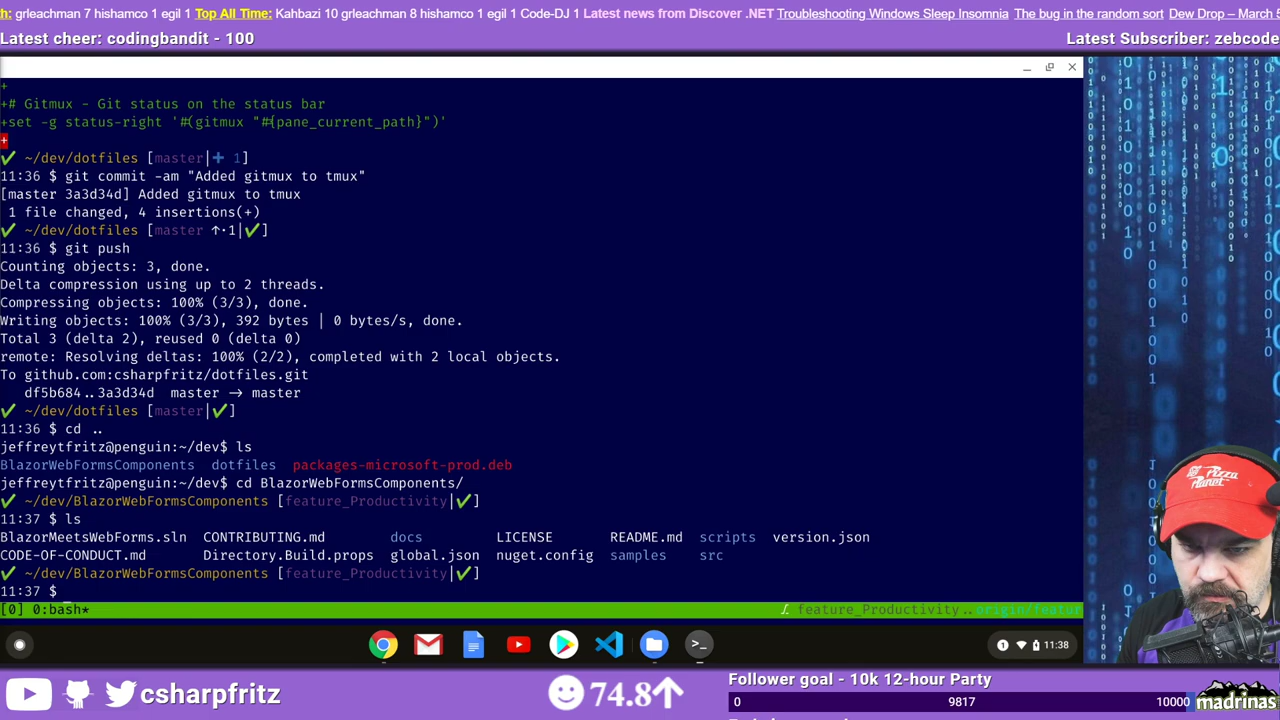 h: grleachman 7 hishamco 1 egil 1 Top All Time: Kahbazi 10 grleachman 8 hishamco 1 egil 1 Code-DJ 1 Latest news from Discover .NET Troubleshooting Windows Sleep Insomnia The bug in the random sort Dew Drop – March 5
Latest cheer: codingbandit - 100
Latest Subscriber: zebcode
+
+# Gitmux - Git status on the status bar
+set -g status-right '#(gitmux "#{pane_current_path}")'
+
✔ ~/dev/dotfiles [master|✚ 1]
11:36 $ git commit -am "Added gitmux to tmux"
[master 3a3d34d] Added gitmux to tmux
1 file changed, 4 insertions(+)
✔ ~/dev/dotfiles [master ↑·1|✔]
11:36 $ git push
Counting objects: 3, done.
Delta compression using up to 2 threads.
Compressing objects: 100% (3/3), done.
Writing objects: 100% (3/3), 392 bytes | 0 bytes/s, done.
Total 3 (delta 2), reused 0 (delta 0)
remote: Resolving deltas: 100% (2/2), completed with 2 local objects.
To github.com:csharpfritz/dotfiles.git
df5b684..3a3d34d  master -> master
✔ ~/dev/dotfiles [master|✔]
11:36 $ cd ..
jeffreytfritz@penguin:~/dev$ ls
BlazorWebFormsComponents  dotfiles  packages-microsoft-prod.deb
jeffreytfritz@penguin:~/dev$ cd BlazorWebFormsComponents/
✔ ~/dev/BlazorWebFormsComponents [feature_Productivity|✔]
11:37 $ ls
BlazorMeetsWebForms.sln  CONTRIBUTING.md  docs  LICENSE  README.md  scripts  version.json
CODE-OF-CONDUCT.md  Directory.Build.props  global.json  nuget.config  samples  src
✔ ~/dev/BlazorWebFormsComponents [feature_Productivity|✔]
11:37 $
[0] 0:bash*
feature_Productivity..origin/featur
1 11:38
Pizza Planet
csharpfritz
74.8↑
Follower goal - 10k 12-hour Party
0 9817 10000
madrinas